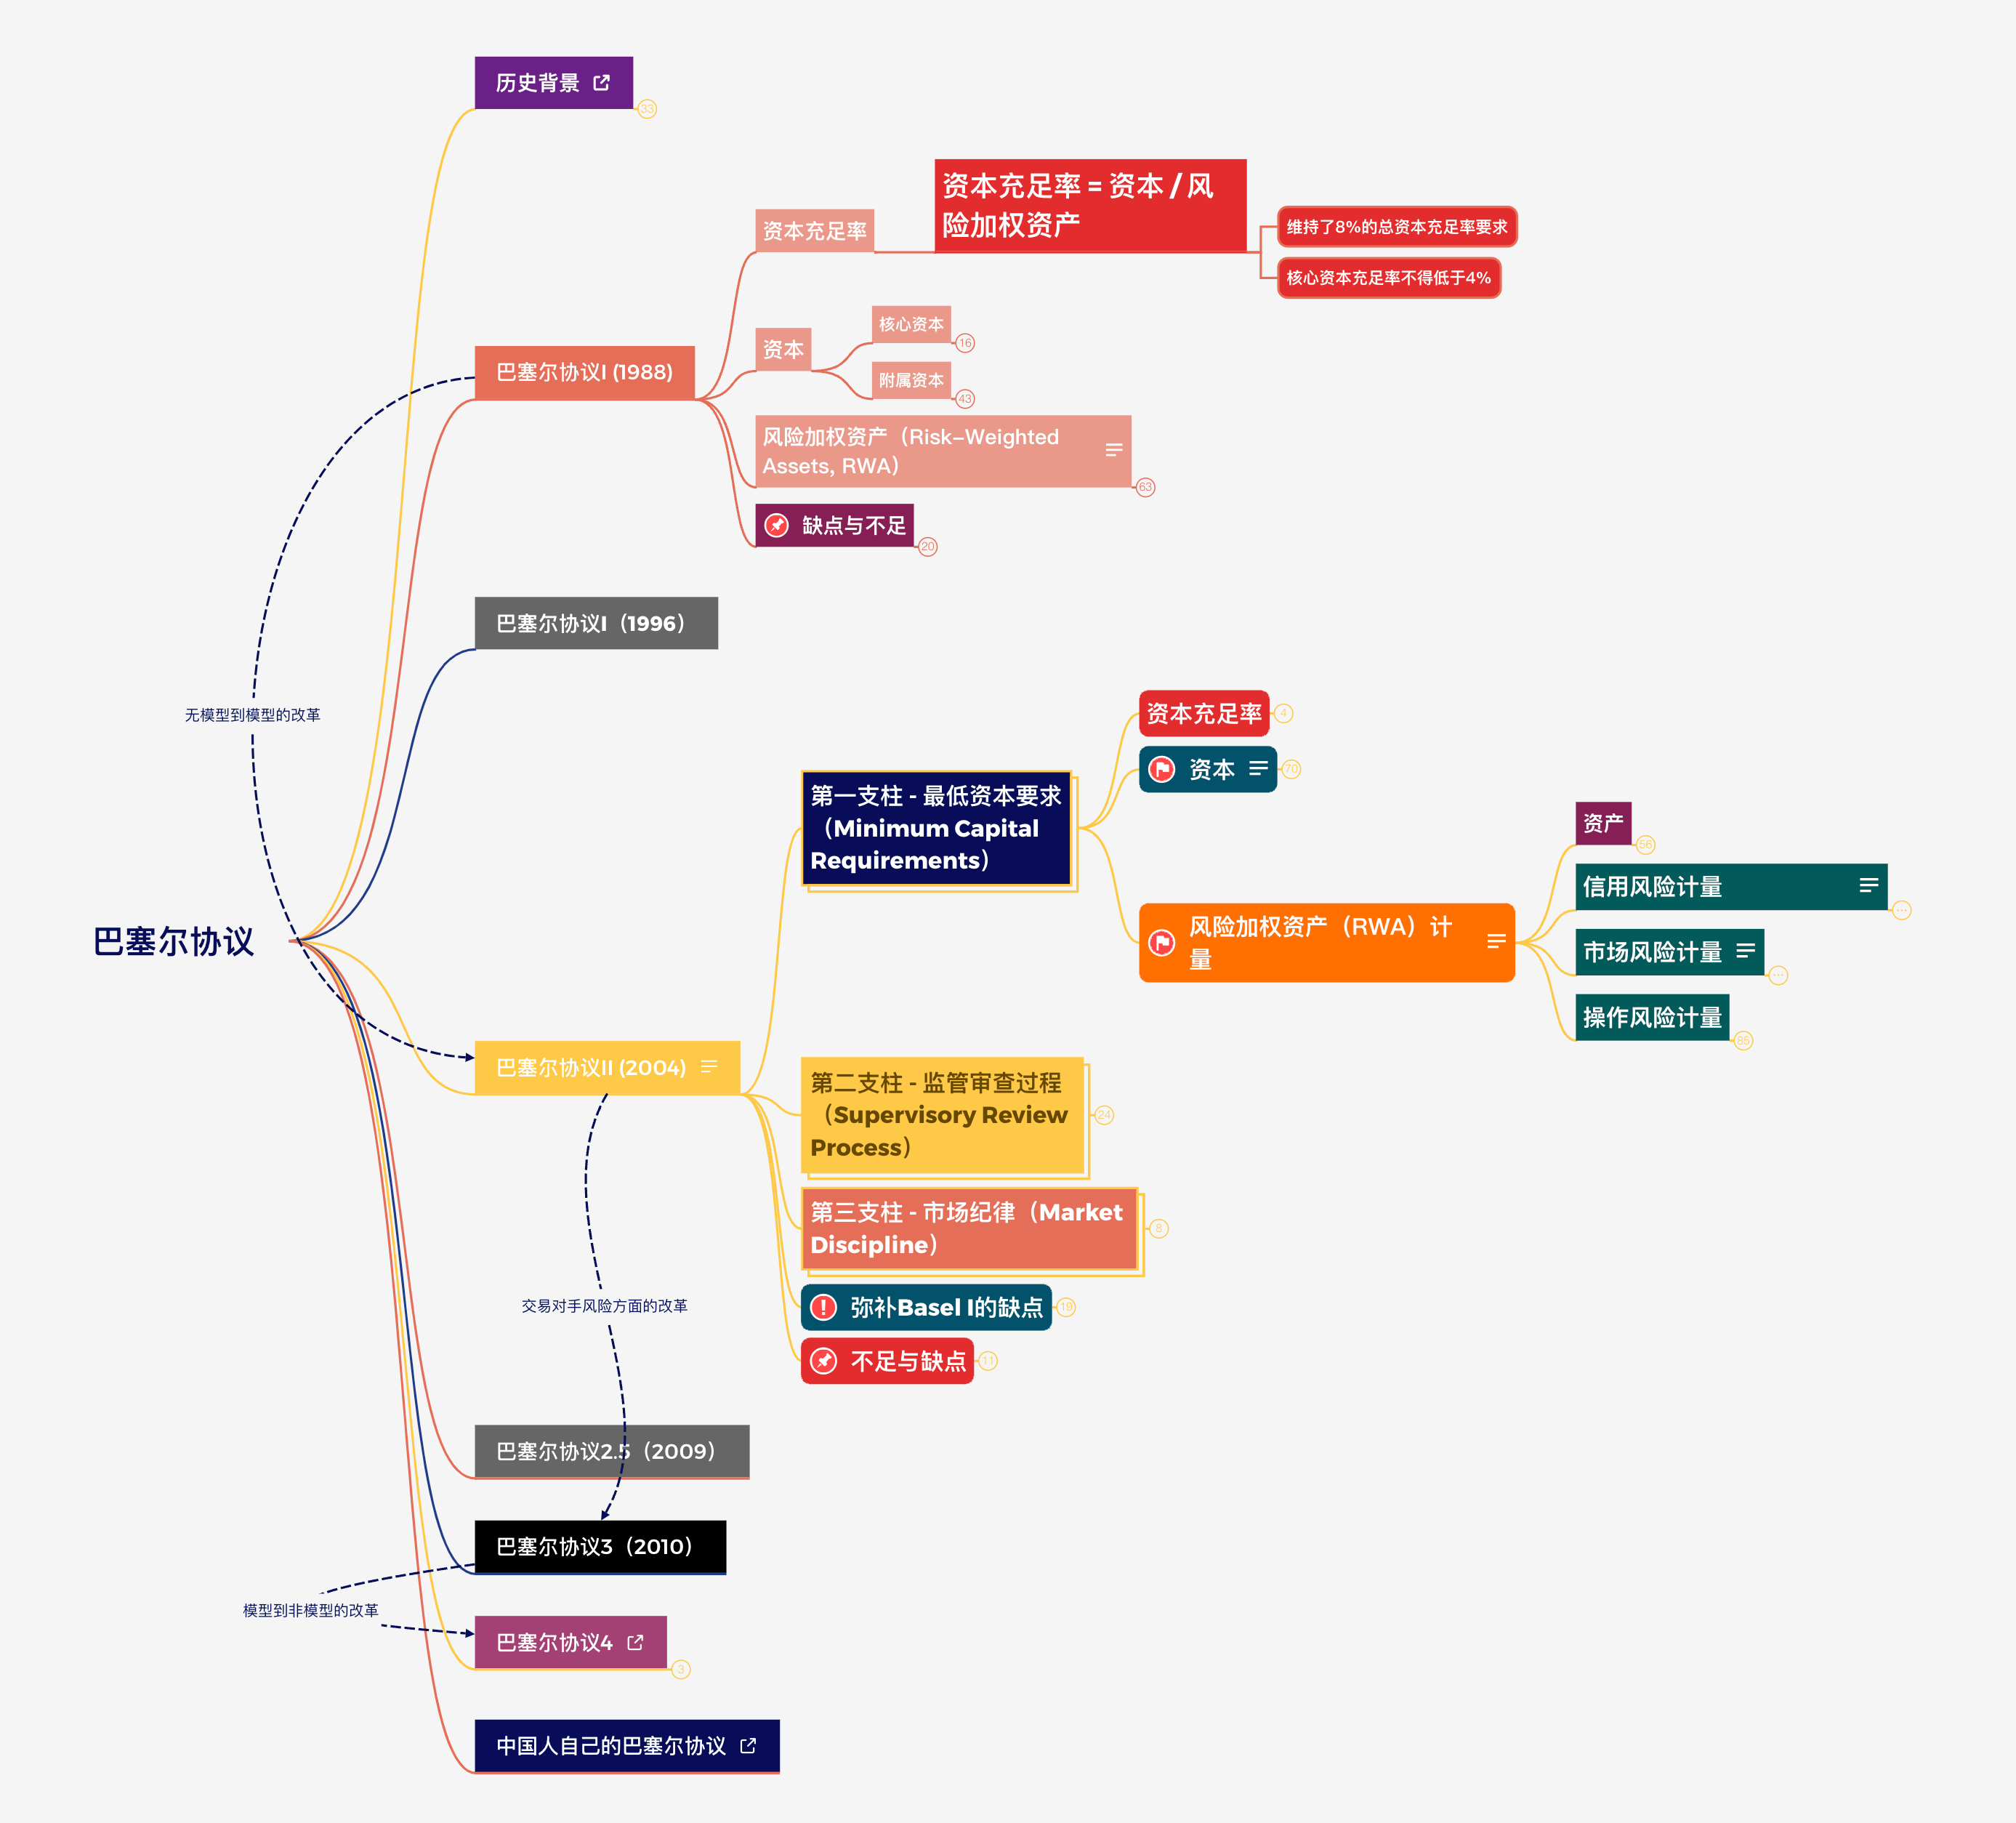 历史背景
33
资本充足率 = 资本 / 风
险加权资产
资本充足率
维持了8%的总资本充足率要求
核心资本充足率不得低于4%
巴塞尔协议I (1988)
资本
核心资本
16
附属资本
43
风险加权资产（Risk-Weighted
Assets, RWA）
63
缺点与不足
20
巴塞尔协议I（1996）
无模型到模型的改革
巴塞尔协议
巴塞尔协议II (2004)
第一支柱 - 最低资本要求
（Minimum Capital
Requirements）
资本充足率
4
资本
70
风险加权资产（RWA）计
量
资产
56
信用风险计量
...
市场风险计量
...
操作风险计量
85
第二支柱 - 监管审查过程
（Supervisory Review
Process）
24
第三支柱 - 市场纪律（Market
Discipline）
8
弥补Basel I的缺点
19
不足与缺点
11
交易对手风险方面的改革
巴塞尔协议2.5（2009）
巴塞尔协议3（2010）
模型到非模型的改革
巴塞尔协议4
3
中国人自己的巴塞尔协议